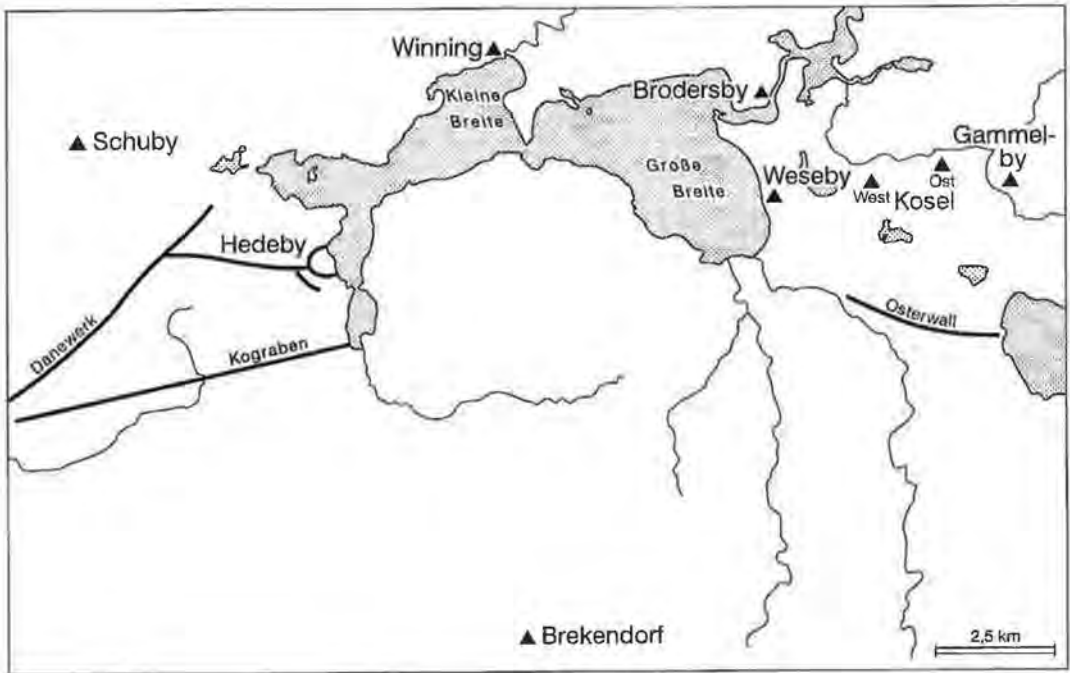 Winning
Kleine
Breite
Brodersby
Schuby
Gammel-
by
Große
Breite
Weseby
West
Ost
Kosel
Hedeby
Danewerk
Kograben
Osterwall
Brekendorf
2,5 km